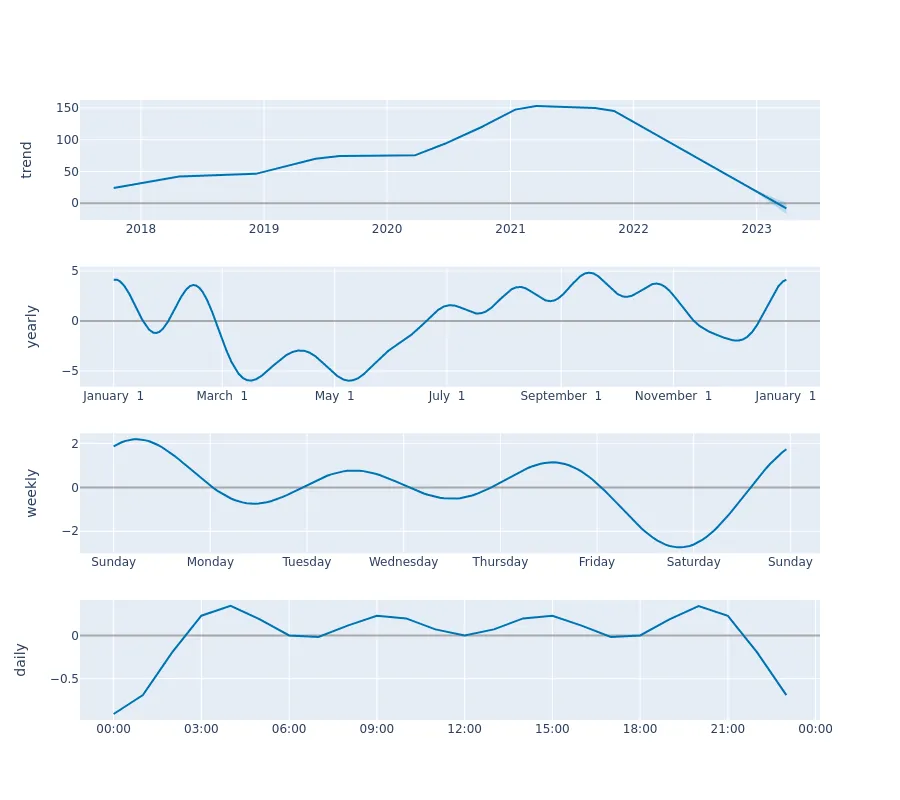 trend
150
100
50
0
2018 2019 2020 2021 2022 2023
yearly
5
0
−5
January 1 March 1 May 1 July 1 September 1 November 1 January 1
weekly
2
0
−2
Sunday Monday Tuesday Wednesday Thursday Friday Saturday Sunday
daily
0
−0.5
00:00 03:00 06:00 09:00 12:00 15:00 18:00 21:00 00:00